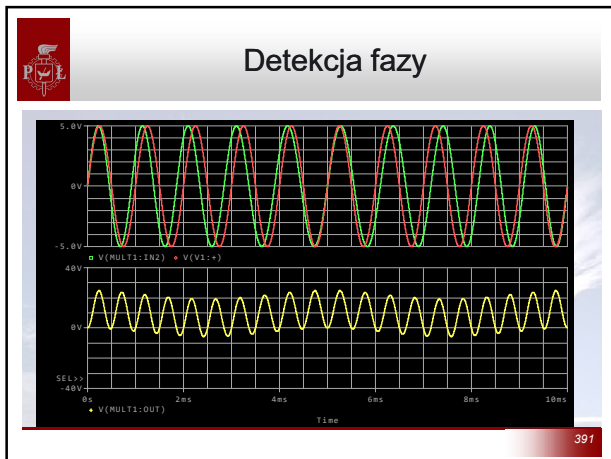 P Ł
Detekcja fazy
5.0V
0V
-5.0V
V(MULT1:IN2) V(V1:+)
40V
0V
SEL>>
-40V
0s 2ms 4ms 6ms 8ms 10ms
V(MULT1:OUT)
Time
391